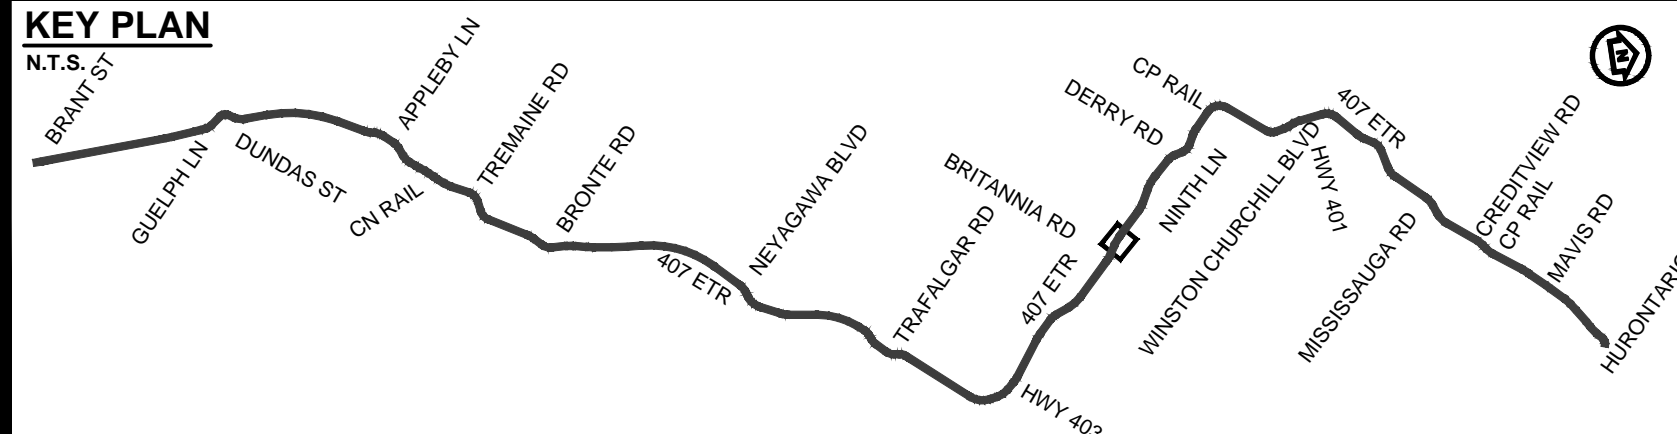 KEY PLAN
N.T.S.
BRANT ST
GUELPH LN
DUNDAS ST
CN RAIL
APPLEBY LN
TREMAINE RD
BRONTE RD
407 ETR
NEYAGAWA BLVD
TRAFALGAR RD
HWY 403
407 ETR
BRITANNIA RD
DERRY RD
CP RAIL
NINTH LN
WINSTON CHURCHILL BLVD
HWY 401
407 ETR
MISSISSAUGA RD
CREDITVIEW RD
CP RAIL
MAVIS RD
HURONTARIO
N